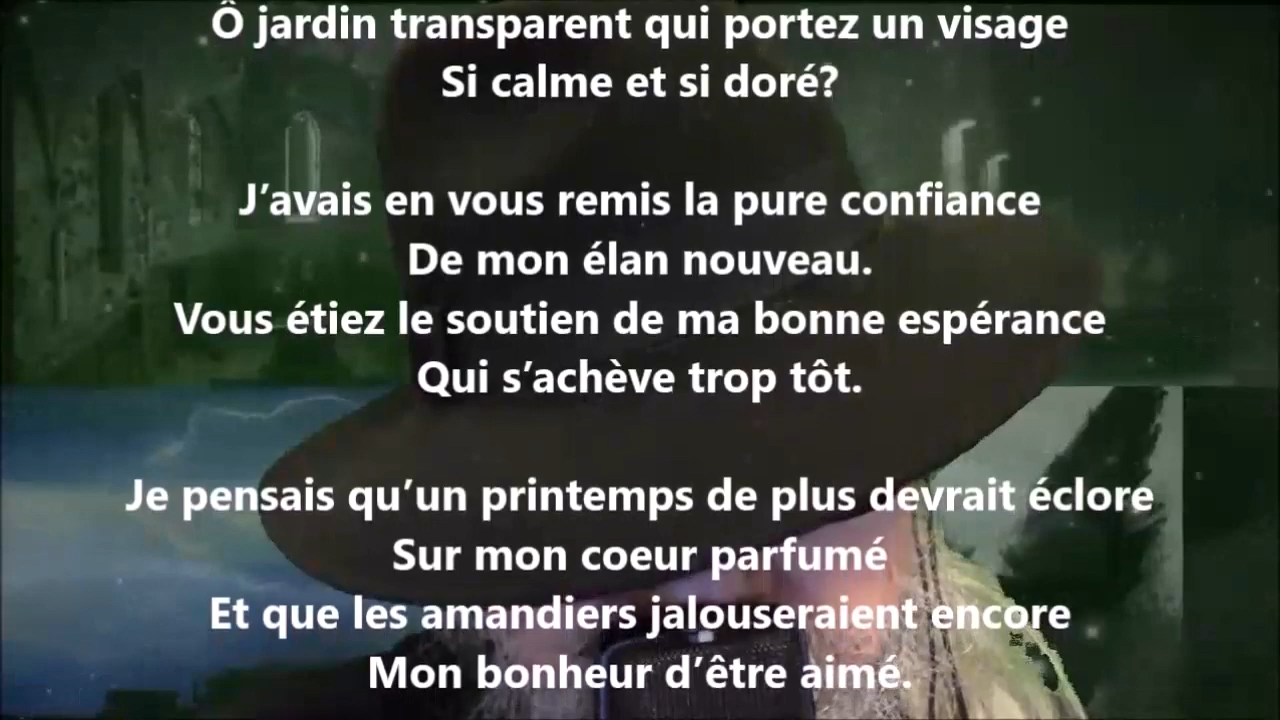 Ô jardin transparent qui portez un visage
Si calme et si doré?
J’avais en vous remis la pure confiance
De mon élan nouveau.
Vous étiez le soutien de ma bonne espérance
Qui s’achève trop tôt.
Je pensais qu’un printemps de plus devrait éclore
Sur mon coeur parfumé
Et que les amandiers jalouseraient encore
Mon bonheur d’être aimé.